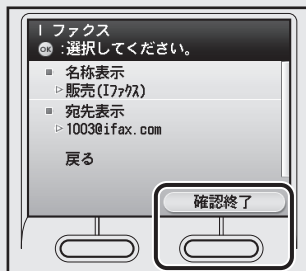 I ファクス
OK :選択してください。
■ 名称表示
▷販売(Iファクス)
■ 宛先表示
▷1003@ifax.com
戻る
確認終了